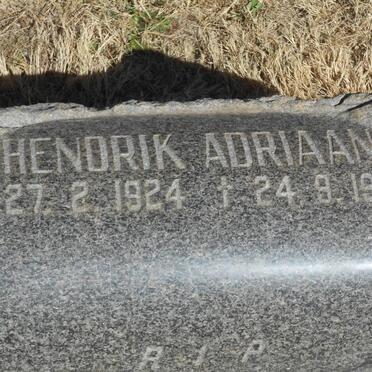 HENDRIK ADRIAAN
27. 2. 1924 † 24. 9. 19
R I P